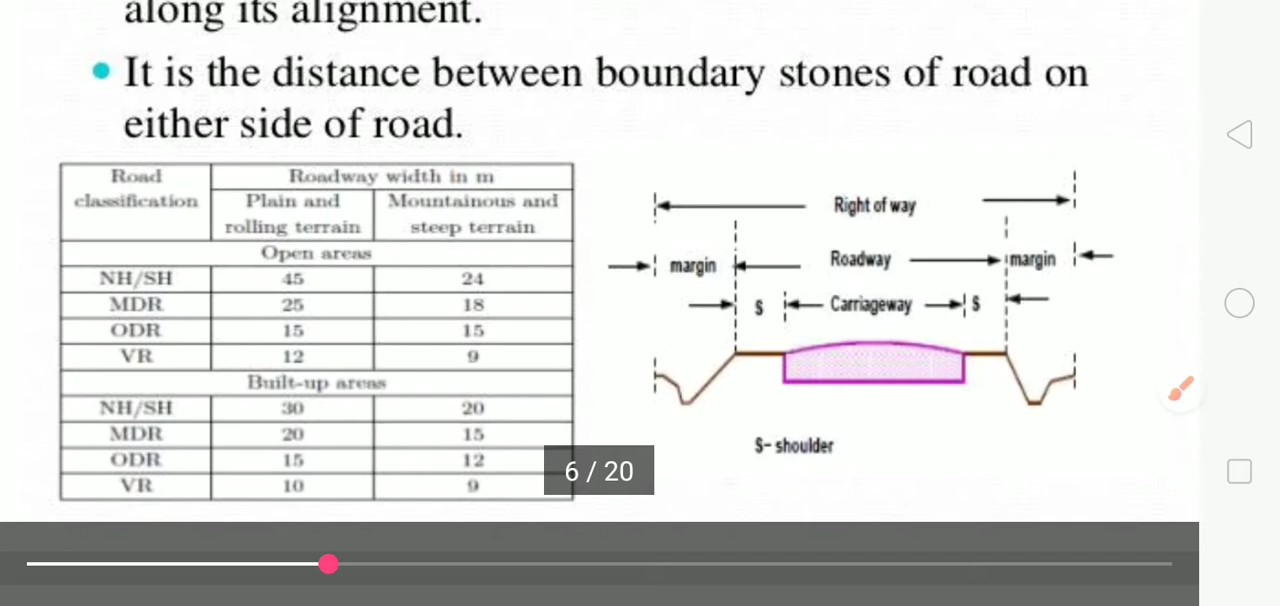 along its alignment.
• It is the distance between boundary stones of road on
either side of road.
Road classification | Roadway width in m
Plain and rolling terrain | Mountainous and steep terrain
Open areas
NH/SH | 45 | 24
MDR | 25 | 18
ODR | 15 | 15
VR | 12 | 9
Built-up areas
NH/SH | 30 | 20
MDR | 20 | 15
ODR | 15 | 12
VR | 10 | 9
Right of way
margin Roadway margin
S Carriageway S
S- shoulder
6 / 20